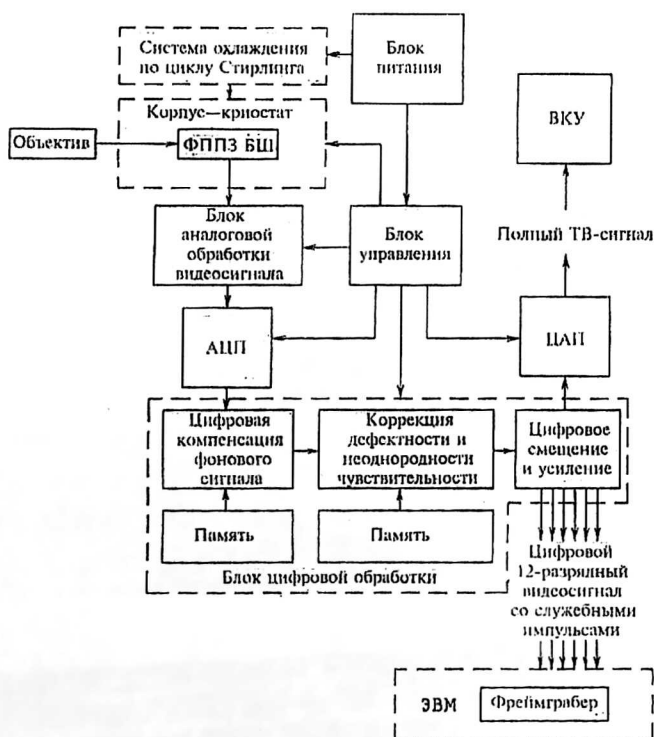 Система охлаждения
по циклу Стирлинга
Блок
питания
ВКУ
Корпус—криостат
Объектив
ФППЗ БШ
Блок
аналоговой
обработки
видеосигнала
Блок
управления
Полный ТВ-сигнал
АЦП
ЦАП
Цифровая
компенсация
фонового
сигнала
Коррекция
дефектности и
неоднородности
чувствительности
Цифровое
смещение
и усиление
Память
Память
Блок цифровой обработки
Цифровой
12-разрядный
видеосигнал
со служебными
импульсами
ЭВМ
Фреймграбер